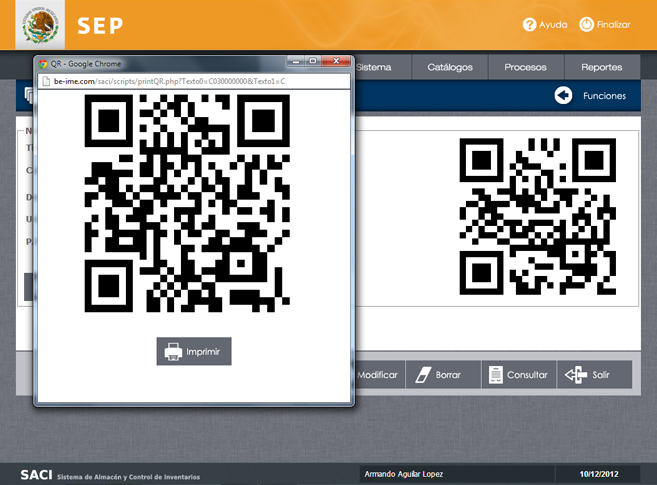 SEP
Ayuda
Finalizar
QR - Google Chrome
be-ime.com/saci/scripts/printQR.php?Texto0=C030000000&Texto1=C
Sistema
Catálogos
Procesos
Reportes
Funciones
Imprimir
Modificar
Borrar
Consultar
Salir
SACI Sistema de Almacén y Control de Inventarios
Armando Aguilar Lopez
10/12/2012